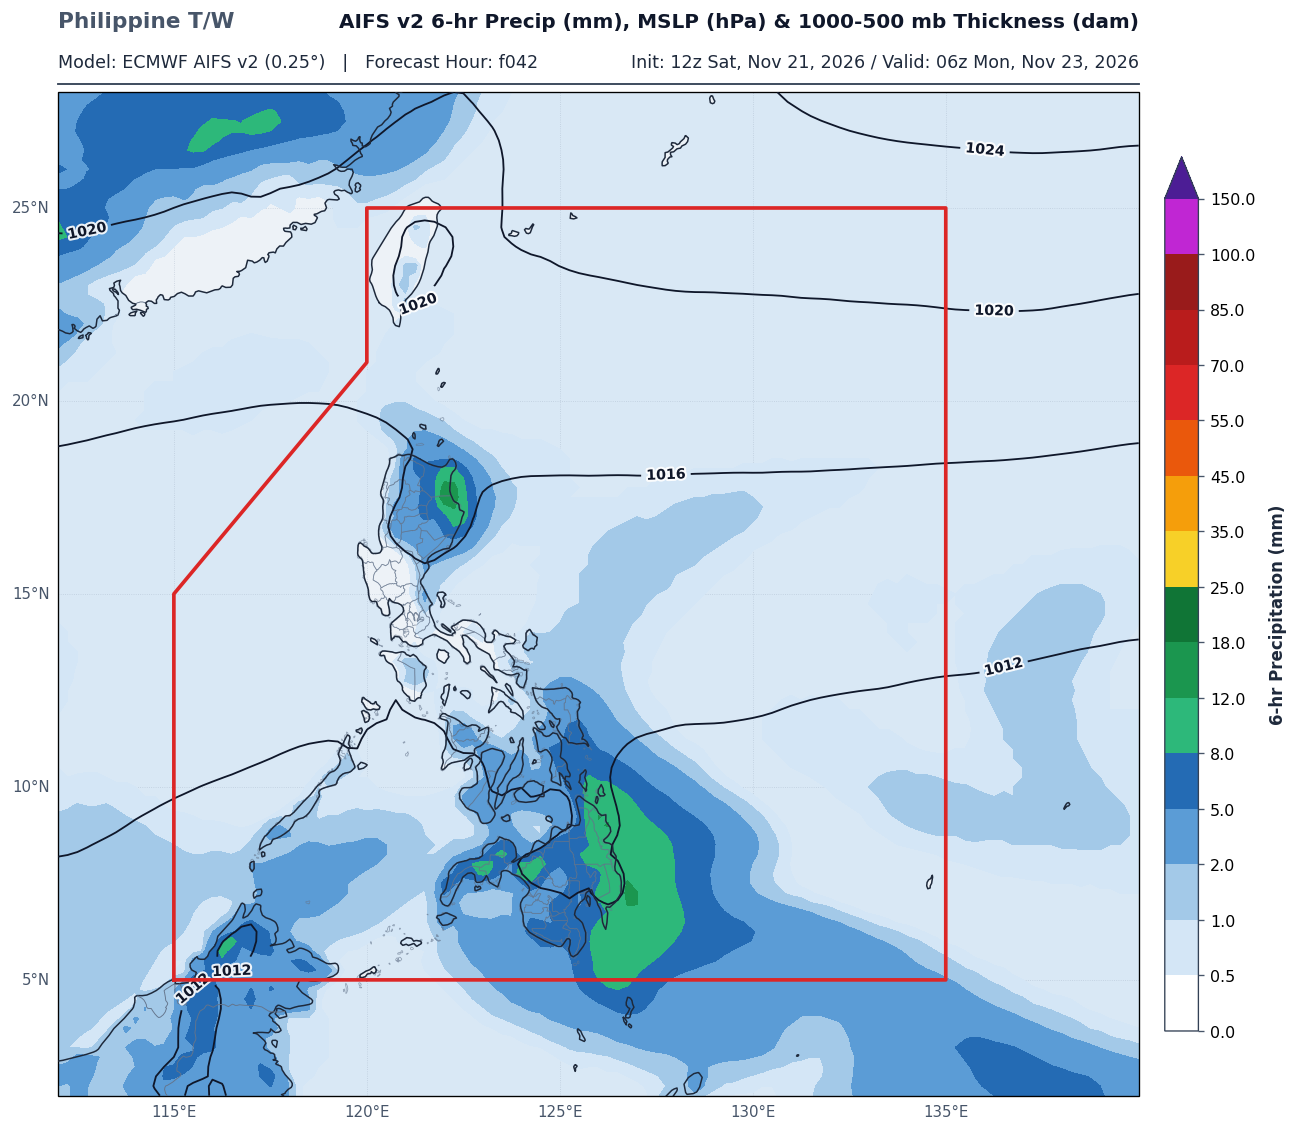 Philippine T/W
AIFS v2 6-hr Precip (mm), MSLP (hPa) & 1000-500 mb Thickness (dam)
Model: ECMWF AIFS v2 (0.25°)   |   Forecast Hour: f042
Init: 12z Sat, Nov 21, 2026 / Valid: 06z Mon, Nov 23, 2026
1024
1020
1020
1020
1016
1012
1012
1012
25°N
20°N
15°N
10°N
5°N
115°E
120°E
125°E
130°E
135°E
150.0
100.0
85.0
70.0
55.0
45.0
35.0
25.0
18.0
12.0
8.0
5.0
2.0
1.0
0.5
0.0
6-hr Precipitation (mm)